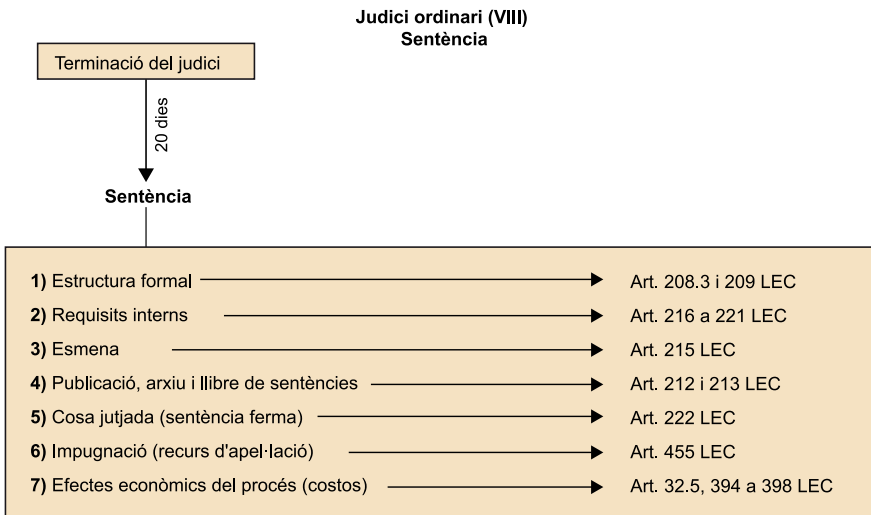 Judici ordinari (VIII)
Sentència
Terminació del judici
20 dies
Sentència
1) Estructura formal Art. 208.3 i 209 LEC
2) Requisits interns Art. 216 a 221 LEC
3) Esmena Art. 215 LEC
4) Publicació, arxiu i llibre de sentències Art. 212 i 213 LEC
5) Cosa jutjada (sentència ferma) Art. 222 LEC
6) Impugnació (recurs d'apel·lació) Art. 455 LEC
7) Efectes econòmics del procés (costos) Art. 32.5, 394 a 398 LEC